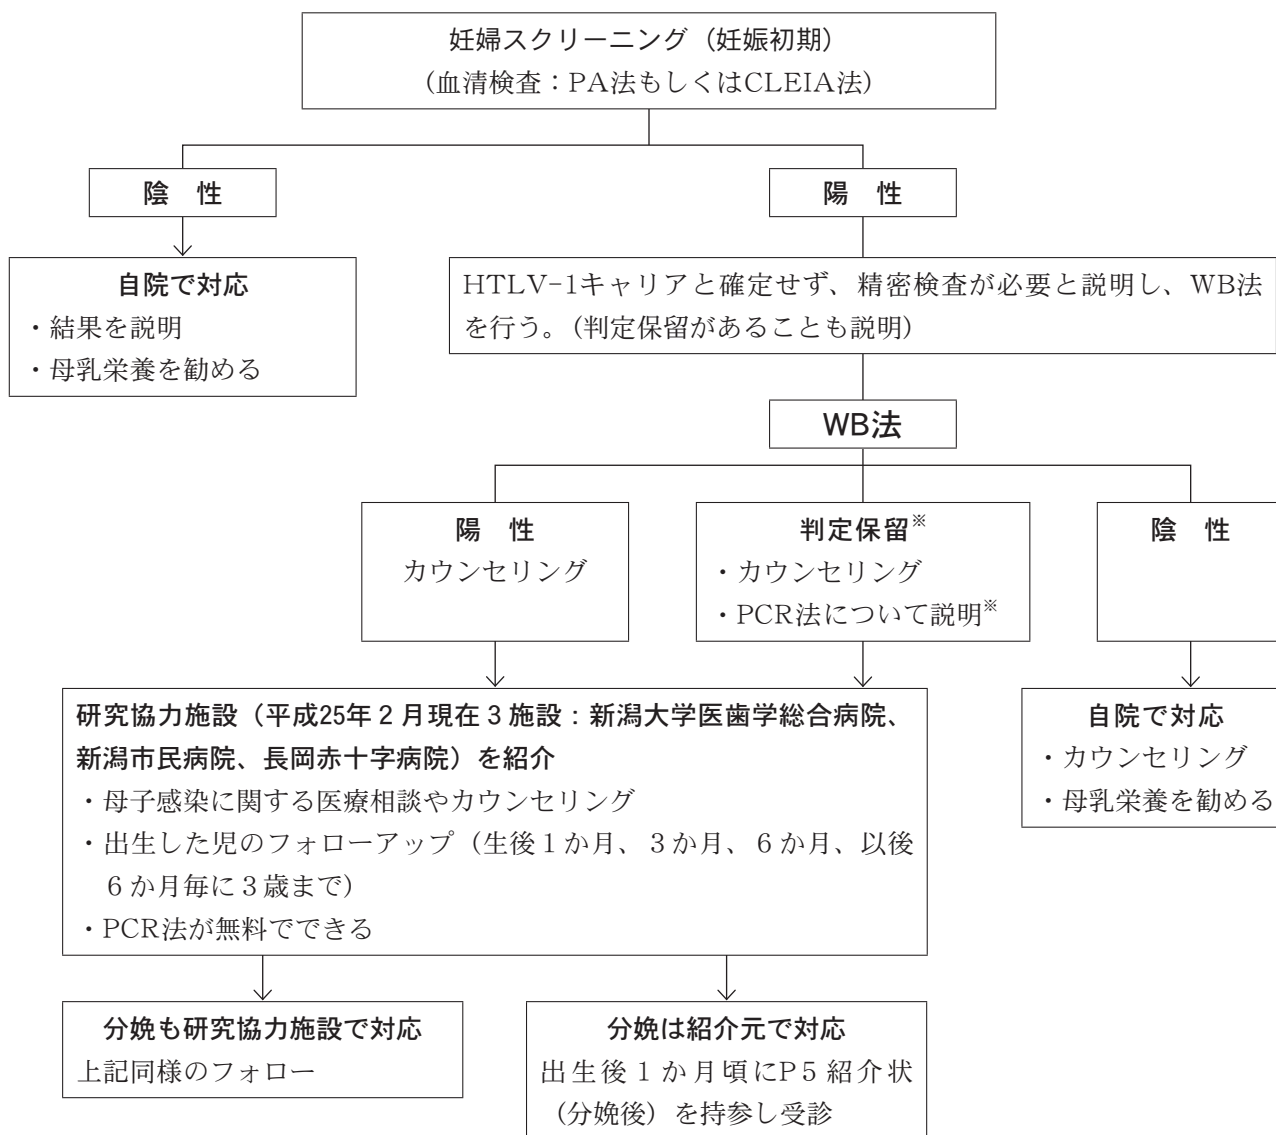 妊婦スクリーニング（妊娠初期）
（血清検査：PA法もしくはCLEIA法）
陰　性
陽　性
自院で対応
・結果を説明
・母乳栄養を勧める
HTLV-1キャリアと確定せず、精密検査が必要と説明し、WB法
を行う。（判定保留があることも説明）
WB法
陽　性
カウンセリング
判定保留※
・カウンセリング
・PCR法について説明※
陰　性
研究協力施設（平成25年２月現在３施設：新潟大学医歯学総合病院、
新潟市民病院、長岡赤十字病院）を紹介
・母子感染に関する医療相談やカウンセリング
・出生した児のフォローアップ（生後１か月、３か月、６か月、以後
６か月毎に３歳まで）
・PCR法が無料でできる
自院で対応
・カウンセリング
・母乳栄養を勧める
分娩も研究協力施設で対応
上記同様のフォロー
分娩は紹介元で対応
出生後１か月頃にP５紹介状
（分娩後）を持参し受診